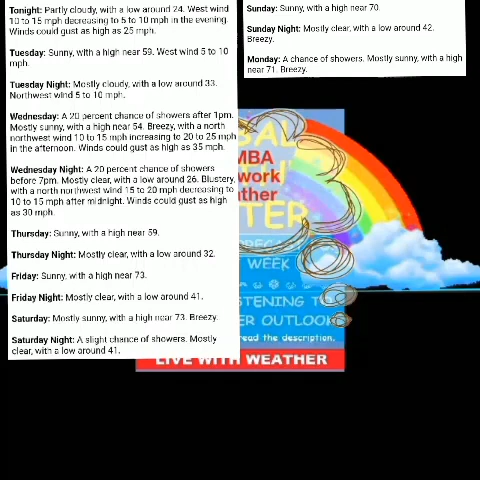 Tonight: Partly cloudy, with a low around 24. West wind
10 to 15 mph decreasing to 5 to 10 mph in the evening.
Winds could gust as high as 25 mph.
Tuesday: Sunny, with a high near 59. West wind 5 to 10
mph.
Tuesday Night: Mostly cloudy, with a low around 33.
Northwest wind 5 to 10 mph.
Wednesday: A 20 percent chance of showers after 1pm.
Mostly sunny, with a high near 54. Breezy, with a north
northwest wind 10 to 15 mph increasing to 20 to 25 mph
in the afternoon. Winds could gust as high as 35 mph.
Wednesday Night: A 20 percent chance of showers
before 7pm. Mostly clear, with a low around 26. Blustery,
with a north northwest wind 15 to 20 mph decreasing to
10 to 15 mph after midnight. Winds could gust as high
as 30 mph.
Thursday: Sunny, with a high near 59.
Thursday Night: Mostly clear, with a low around 32.
Friday: Sunny, with a high near 73.
Friday Night: Mostly clear, with a low around 41.
Saturday: Mostly sunny, with a high near 73. Breezy.
Saturday Night: A slight chance of showers. Mostly
clear, with a low around 41.
Sunday: Sunny, with a high near 70.
Sunday Night: Mostly clear, with a low around 42.
Breezy.
Monday: A chance of showers. Mostly sunny, with a high
near 71. Breezy.
MBA
work
ther
WEEK
STENING TO
ER OUTLOOK
read the description.
LIVE WITH WEATHER